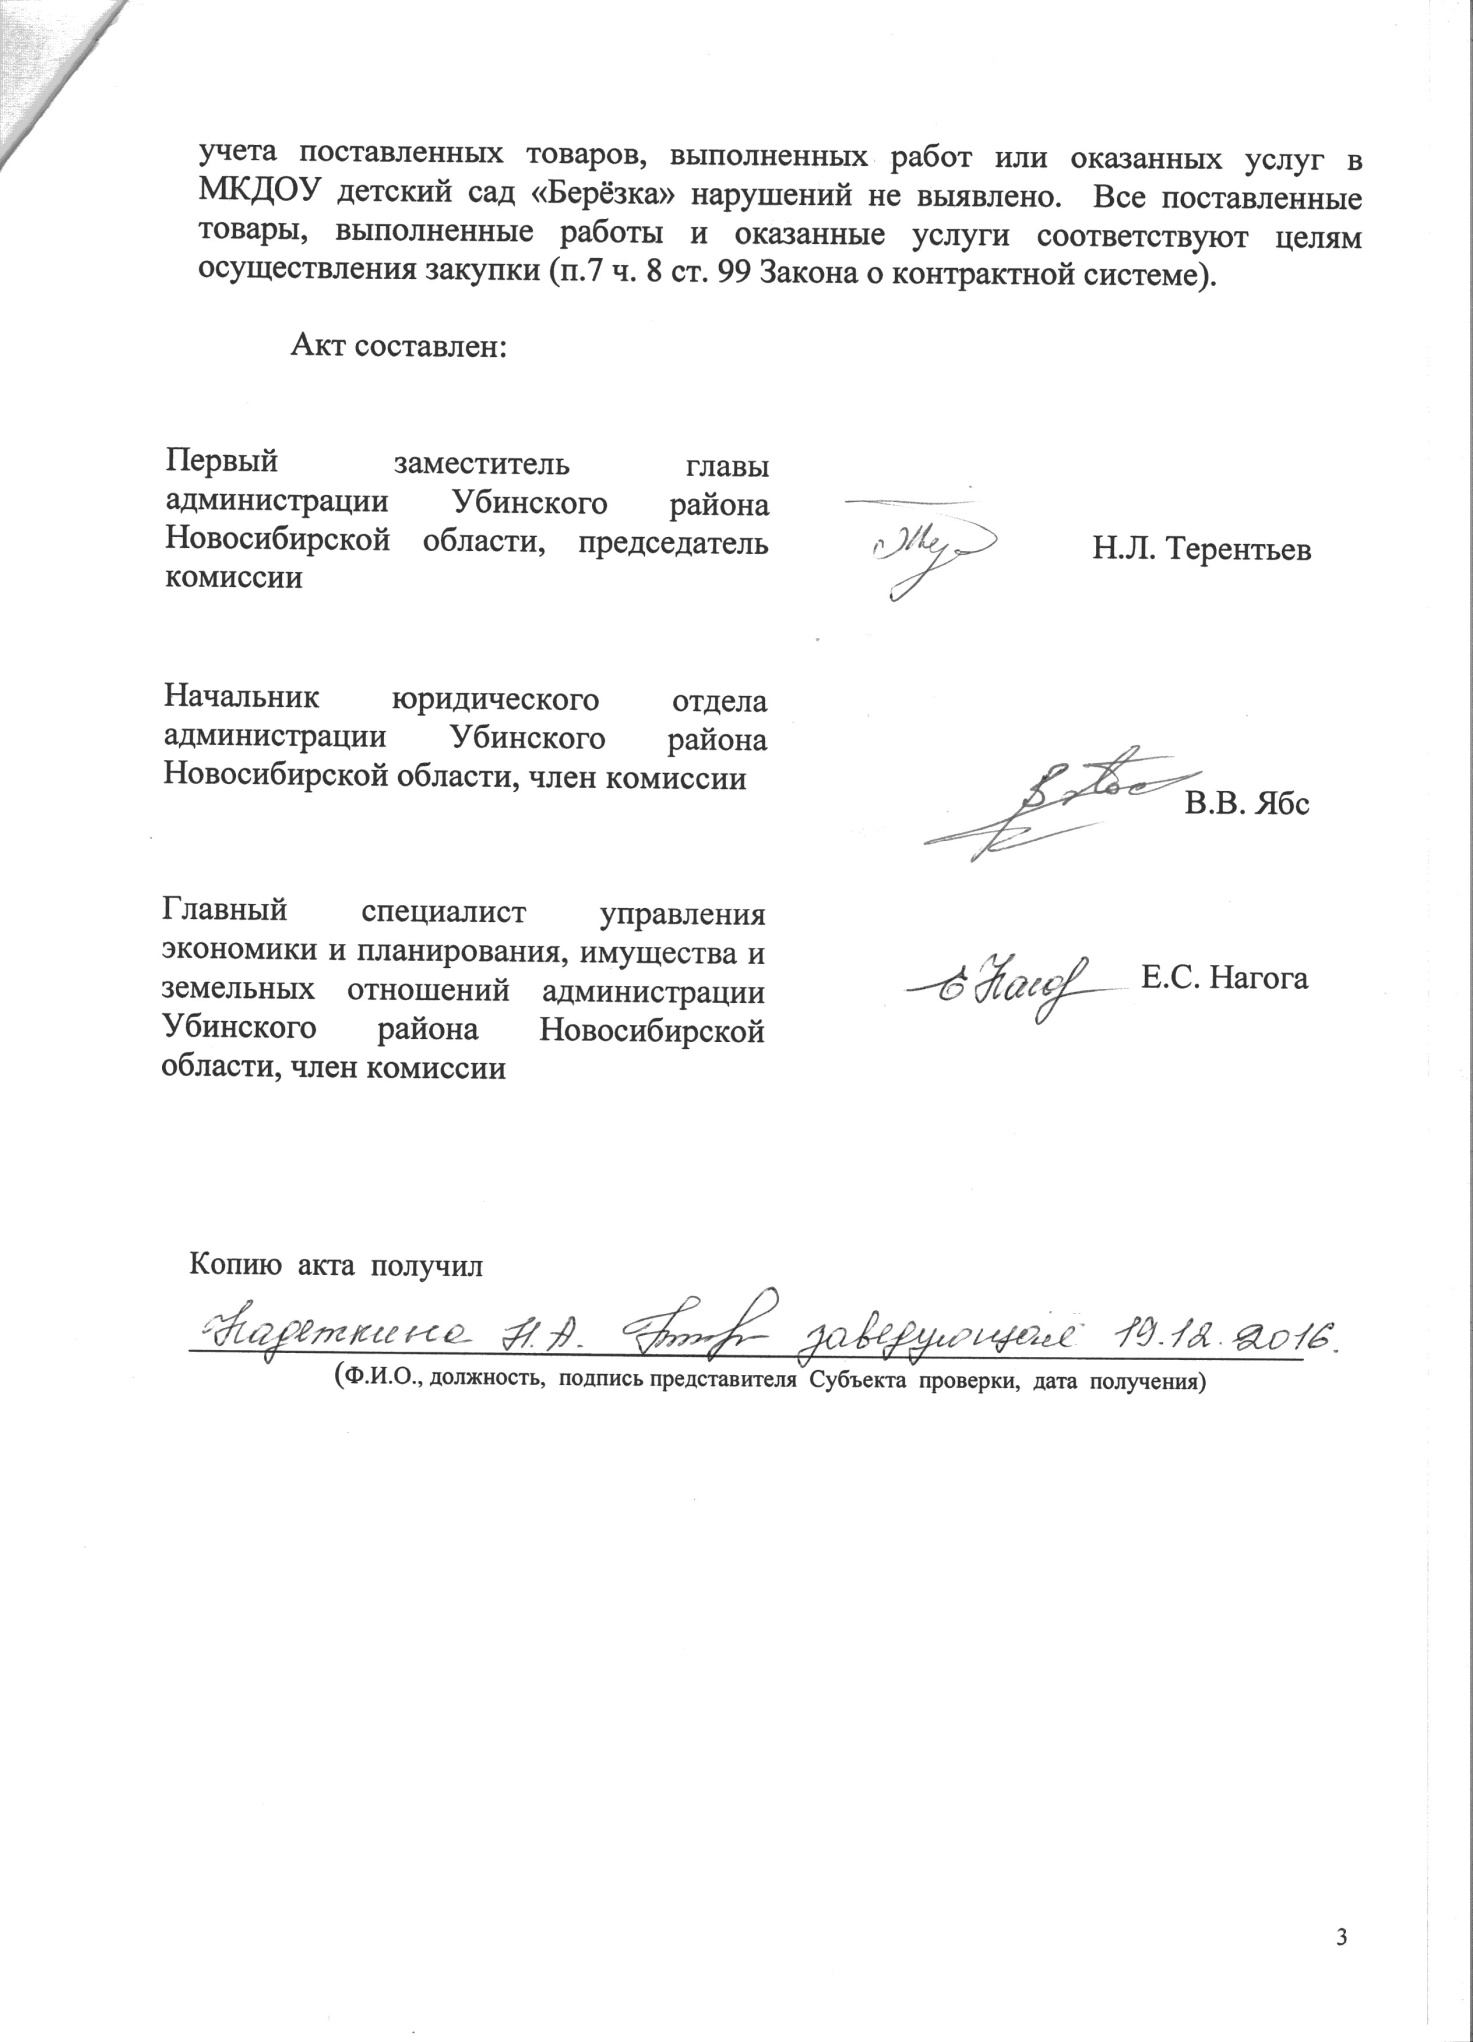 учета поставленных товаров, выполненных работ или оказанных услуг в
МКДОУ детский сад «Берёзка» нарушений не выявлено. Все поставленные
товары, выполненные работы и оказанные услуги соответствуют целям
осуществления закупки (п.7 ч. 8 ст. 99 Закона о контрактной системе).
Акт составлен:
Первый заместитель главы
администрации Убинского района
Новосибирской области, председатель
комиссии
Н.Л. Терентьев
Начальник юридического отдела
администрации Убинского района
Новосибирской области, член комиссии
В.В. Ябс
Главный специалист управления
экономики и планирования, имущества и
земельных отношений администрации
Убинского района Новосибирской
области, член комиссии
Е.С. Нагога
Копию акта получил
Н.А. заведующая 19.12.2016.
(Ф.И.О., должность, подпись представителя Субъекта проверки, дата получения)
3